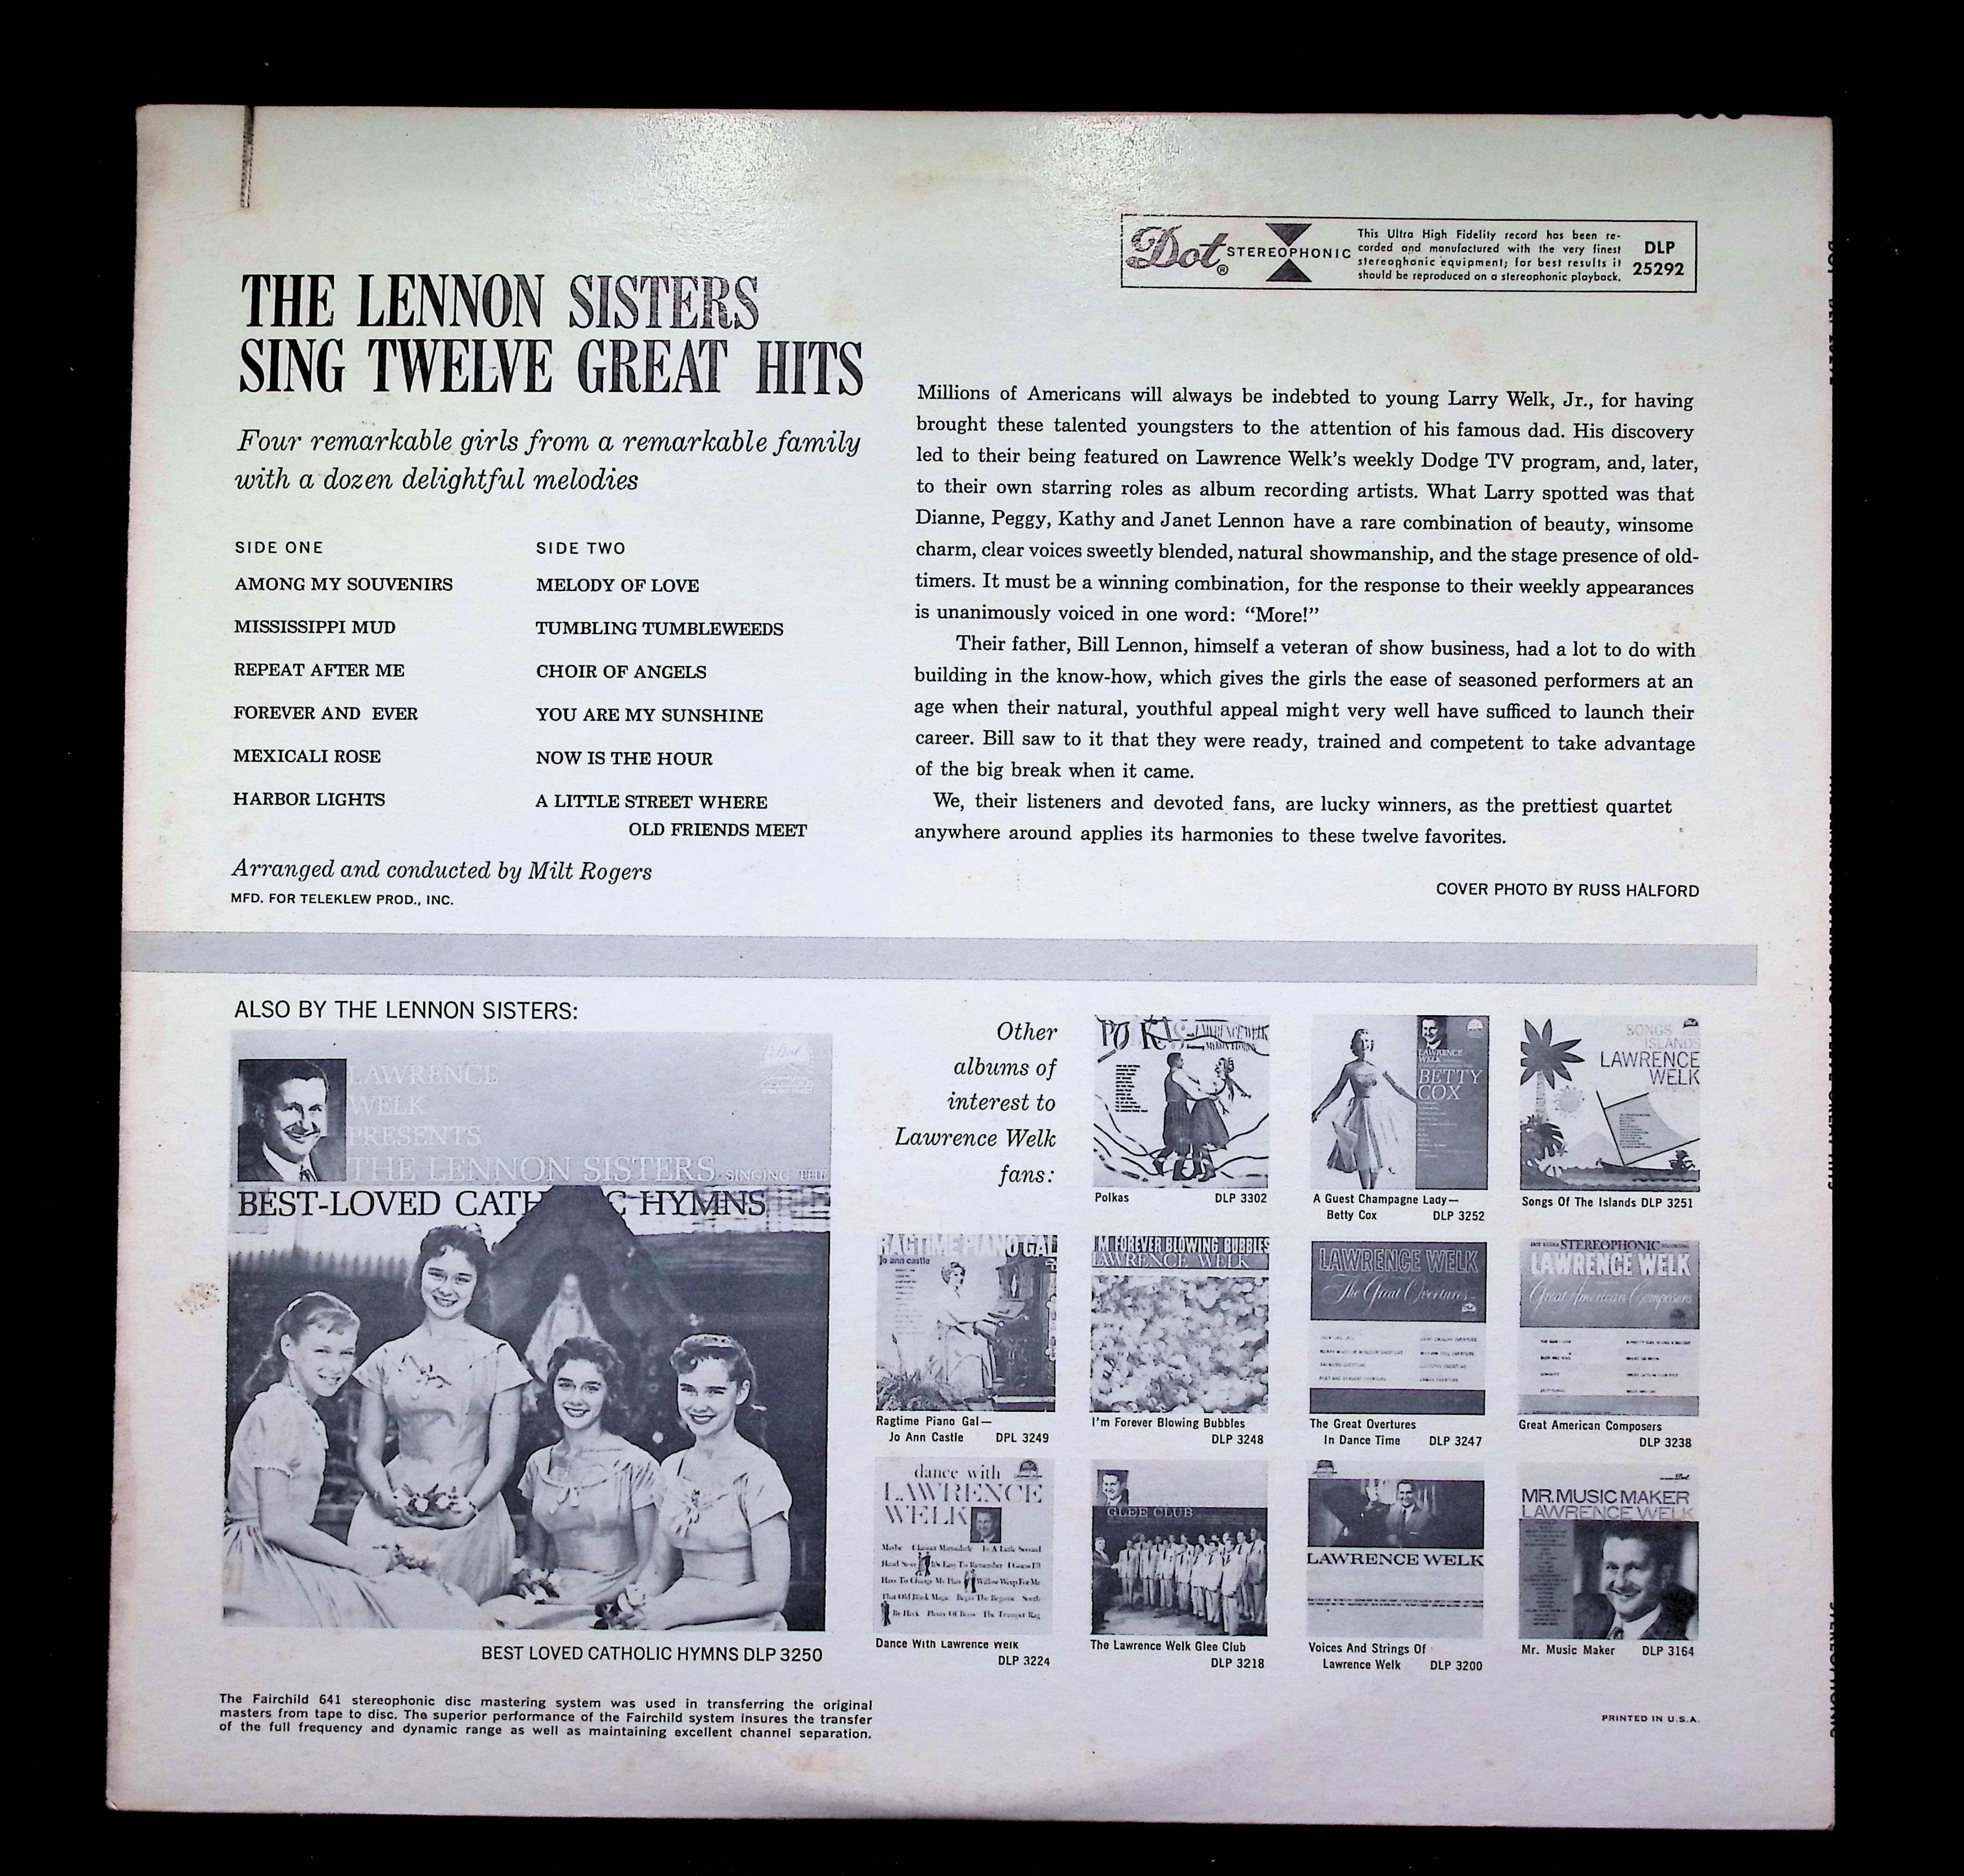 Dot® STEREOPHONIC
This Ultra High Fidelity record has been re-
corded and manufactured with the very finest
stereophonic equipment; for best results it
should be reproduced on a stereophonic playback.
DLP
25292
THE LENNON SISTERS
SING TWELVE GREAT HITS
Four remarkable girls from a remarkable family
with a dozen delightful melodies
SIDE ONE
AMONG MY SOUVENIRS
MISSISSIPPI MUD
REPEAT AFTER ME
FOREVER AND EVER
MEXICALI ROSE
HARBOR LIGHTS
SIDE TWO
MELODY OF LOVE
TUMBLING TUMBLEWEEDS
CHOIR OF ANGELS
YOU ARE MY SUNSHINE
NOW IS THE HOUR
A LITTLE STREET WHERE
OLD FRIENDS MEET
Arranged and conducted by Milt Rogers
MFD. FOR TELEKLEW PROD., INC.
Millions of Americans will always be indebted to young Larry Welk, Jr., for having
brought these talented youngsters to the attention of his famous dad. His discovery
led to their being featured on Lawrence Welk's weekly Dodge TV program, and, later,
to their own starring roles as album recording artists. What Larry spotted was that
Dianne, Peggy, Kathy and Janet Lennon have a rare combination of beauty, winsome
charm, clear voices sweetly blended, natural showmanship, and the stage presence of old-
timers. It must be a winning combination, for the response to their weekly appearances
is unanimously voiced in one word: “More!”
Their father, Bill Lennon, himself a veteran of show business, had a lot to do with
building in the know-how, which gives the girls the ease of seasoned performers at an
age when their natural, youthful appeal might very well have sufficed to launch their
career. Bill saw to it that they were ready, trained and competent to take advantage
of the big break when it came.
We, their listeners and devoted fans, are lucky winners, as the prettiest quartet
anywhere around applies its harmonies to these twelve favorites.
COVER PHOTO BY RUSS HALFORD
ALSO BY THE LENNON SISTERS:
LAWRENCE
WELK
PRESENTS
THE LENNON SISTERS SINGING THE
BEST-LOVED CATH C HYMNS
BEST LOVED CATHOLIC HYMNS DLP 3250
Other
albums of
interest to
Lawrence Welk
fans:
LAWRENCE WELK
Polkas DLP 3302
LAWRENCE
WELK
BETTY
COX
A Guest Champagne Lady—
Betty Cox DLP 3252
SONGS
ISLANDS
LAWRENCE
WELK
Songs Of The Islands DLP 3251
RAGTIME PIANO GAL
jo ann castle
Ragtime Piano Gal—
Jo Ann Castle DPL 3249
I'M FOREVER BLOWING BUBBLES
LAWRENCE WELK
I'm Forever Blowing Bubbles
DLP 3248
LAWRENCE WELK
The Great Overtures
The Great Overtures
In Dance Time DLP 3247
STEREOPHONIC
LAWRENCE WELK
Great American Composers
Great American Composers
DLP 3238
dance with
LAWRENCE
WELK
Dance With Lawrence Welk
DLP 3224
GLEE CLUB
The Lawrence Welk Glee Club
DLP 3218
LAWRENCE WELK
Voices And Strings Of
Lawrence Welk DLP 3200
MR. MUSIC MAKER
LAWRENCE WELK
Mr. Music Maker DLP 3164
The Fairchild 641 stereophonic disc mastering system was used in transferring the original
masters from tape to disc. The superior performance of the Fairchild system insures the transfer
of the full frequency and dynamic range as well as maintaining excellent channel separation.
PRINTED IN U.S.A.